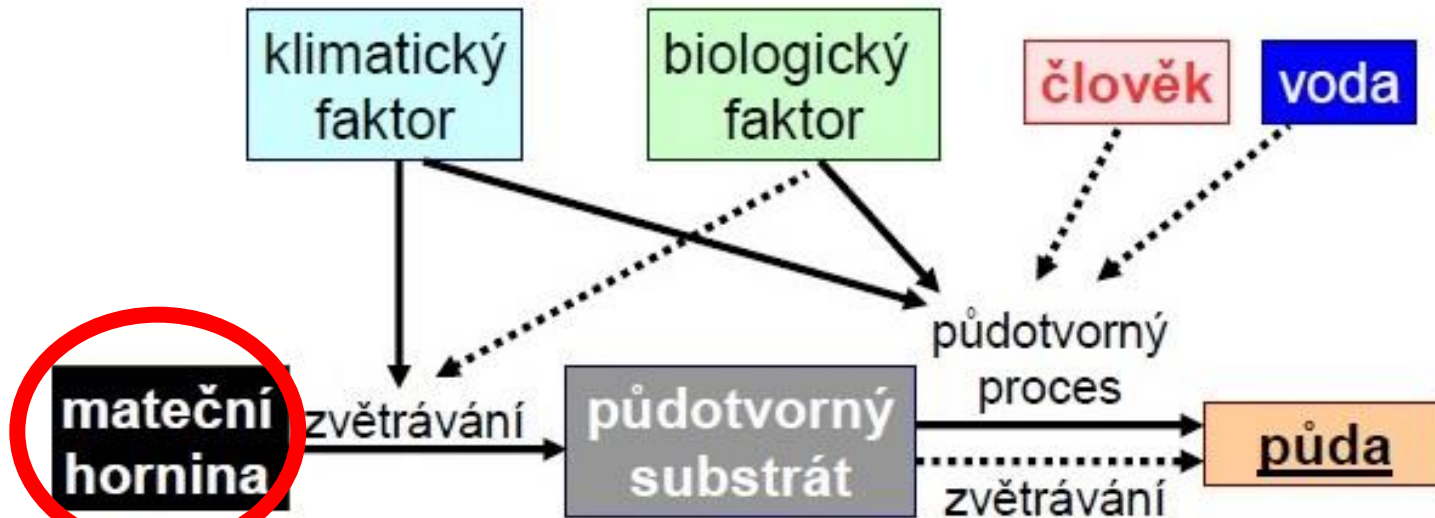 klimatický
faktor
biologický
faktor
člověk
voda
půdotvorný
proces
mateční
hornina
zvětrávání
půdotvorný
substrát
půda
zvětrávání